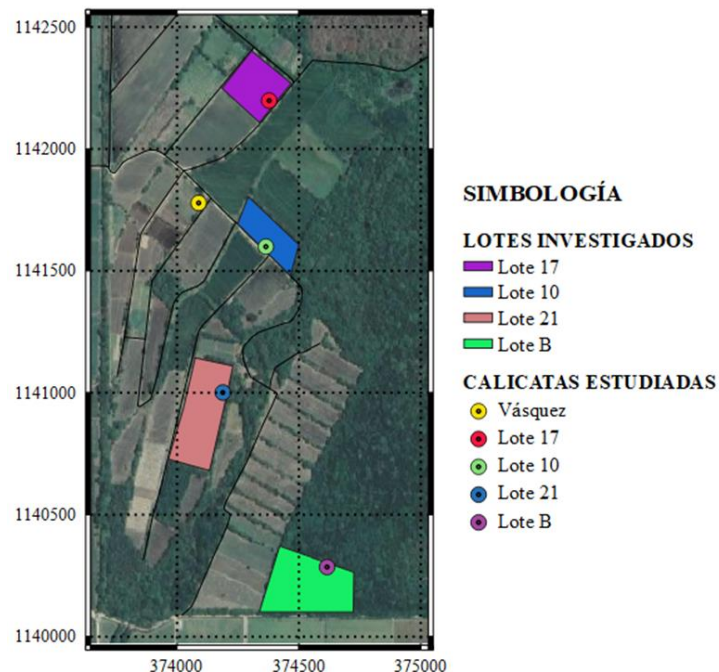 1142500
1142000
1141500
1141000
1140500
1140000
374000
374500
375000
SIMBOLOGÍA
LOTES INVESTIGADOS
Lote 17
Lote 10
Lote 21
Lote B
CALICATAS ESTUDIADAS
Vásquez
Lote 17
Lote 10
Lote 21
Lote B